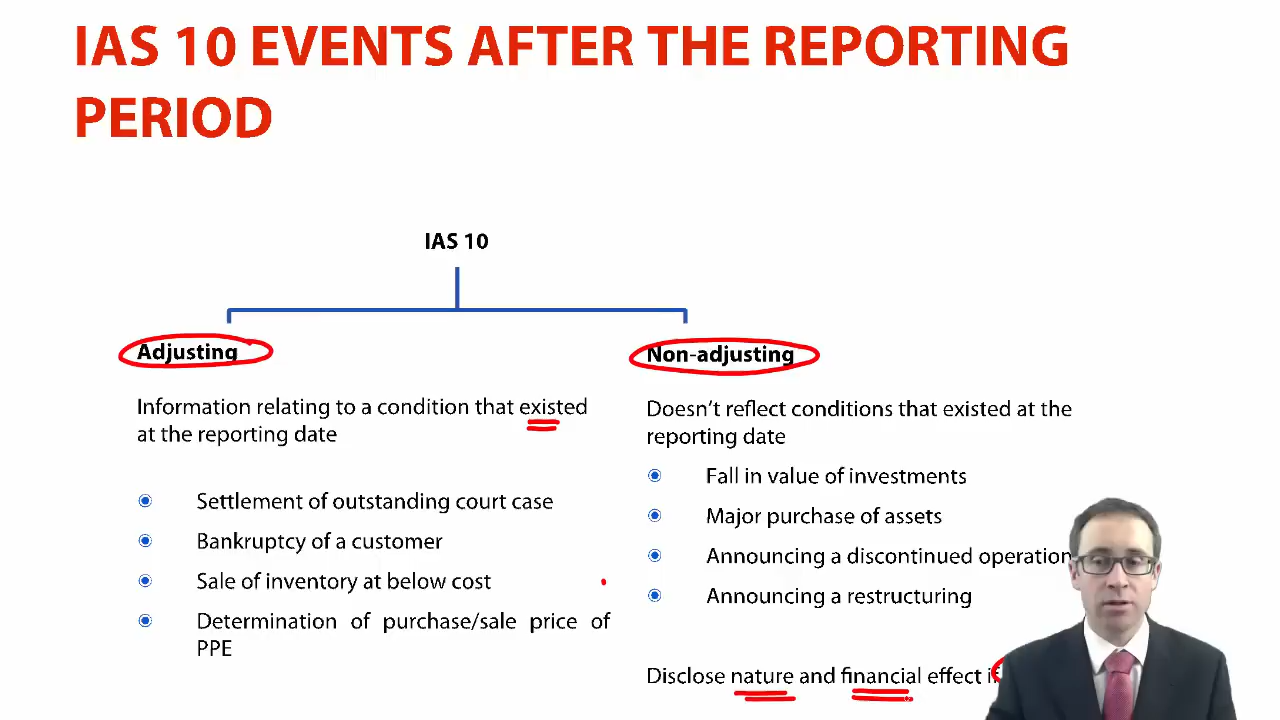 IAS 10 EVENTS AFTER THE REPORTING
PERIOD
IAS 10
Adjusting
Information relating to a condition that existed
at the reporting date
Settlement of outstanding court case
Bankruptcy of a customer
Sale of inventory at below cost
Determination of purchase/sale price of
PPE
Non-adjusting
Doesn't reflect conditions that existed at the
reporting date
Fall in value of investments
Major purchase of assets
Announcing a discontinued operation
Announcing a restructuring
Disclose nature and financial effect if